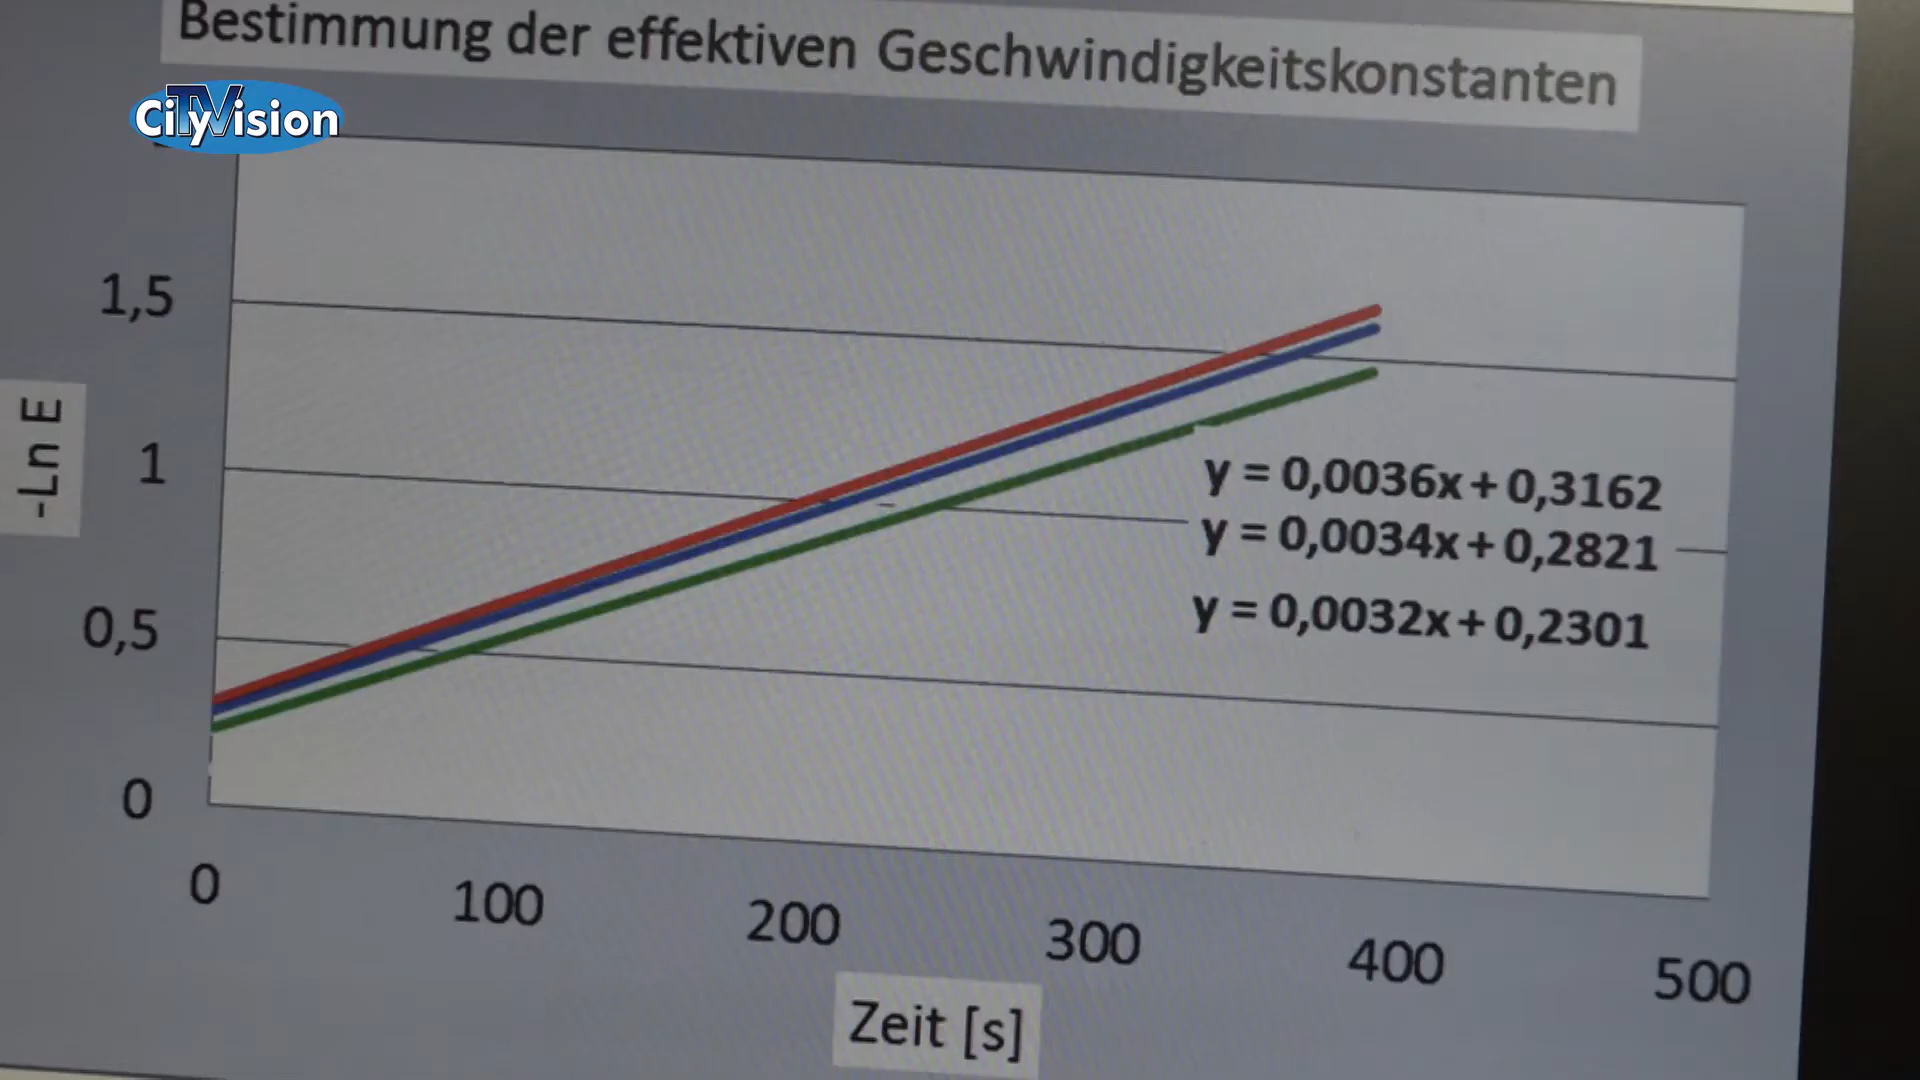 Bestimmung der effektiven Geschwindigkeitskonstanten
CiTyVision
1,5
1
0,5
0
-Ln E
y = 0,0036x + 0,3162
y = 0,0034x + 0,2821
y = 0,0032x + 0,2301
0 100 200 300 400 500
Zeit [s]